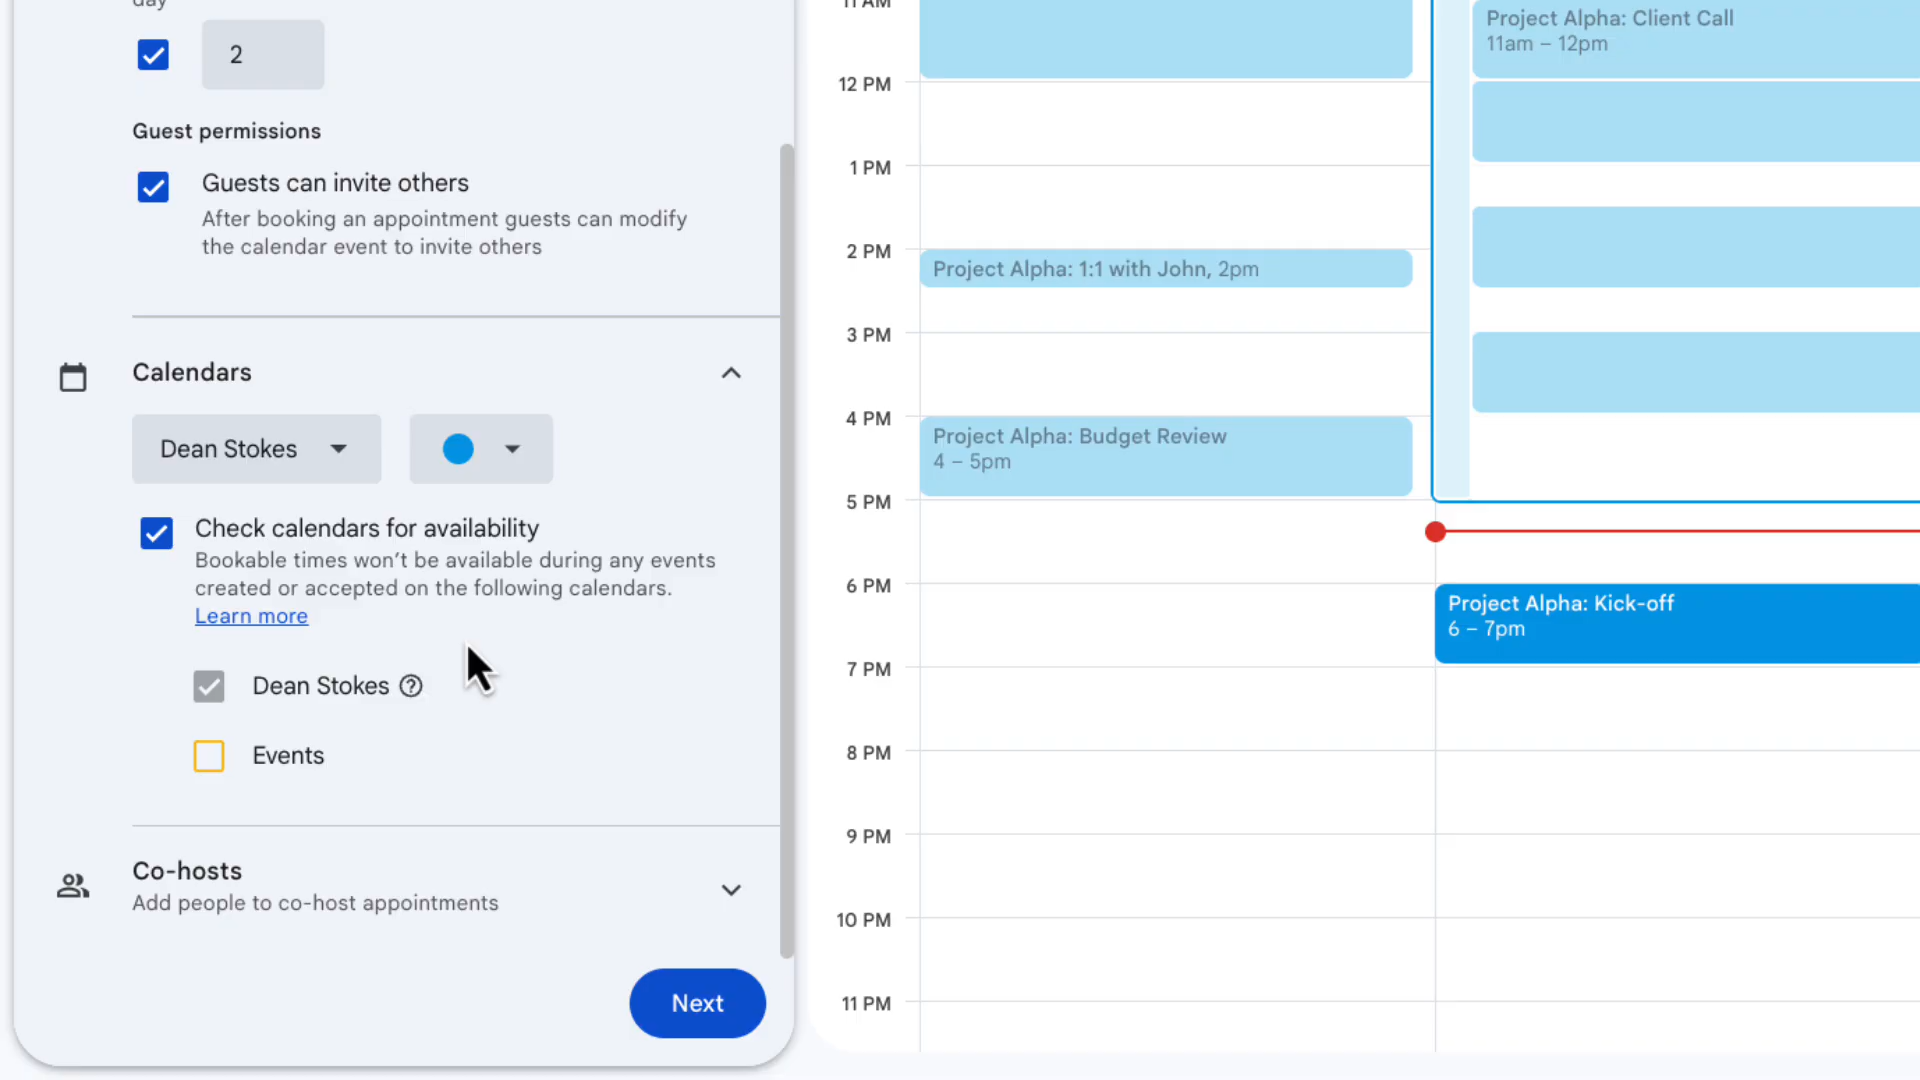 day
2
Guest permissions
Guests can invite others
After booking an appointment guests can modify
the calendar event to invite others
Calendars
Dean Stokes
Check calendars for availability
Bookable times won’t be available during any events
created or accepted on the following calendars.
Learn more
Dean Stokes
Events
Co-hosts
Add people to co-host appointments
Next
11 AM
12 PM
1 PM
2 PM
3 PM
4 PM
5 PM
6 PM
7 PM
8 PM
9 PM
10 PM
11 PM
Project Alpha: 1:1 with John, 2pm
Project Alpha: Budget Review
4 – 5pm
Project Alpha: Client Call
11am – 12pm
Project Alpha: Kick-off
6 – 7pm